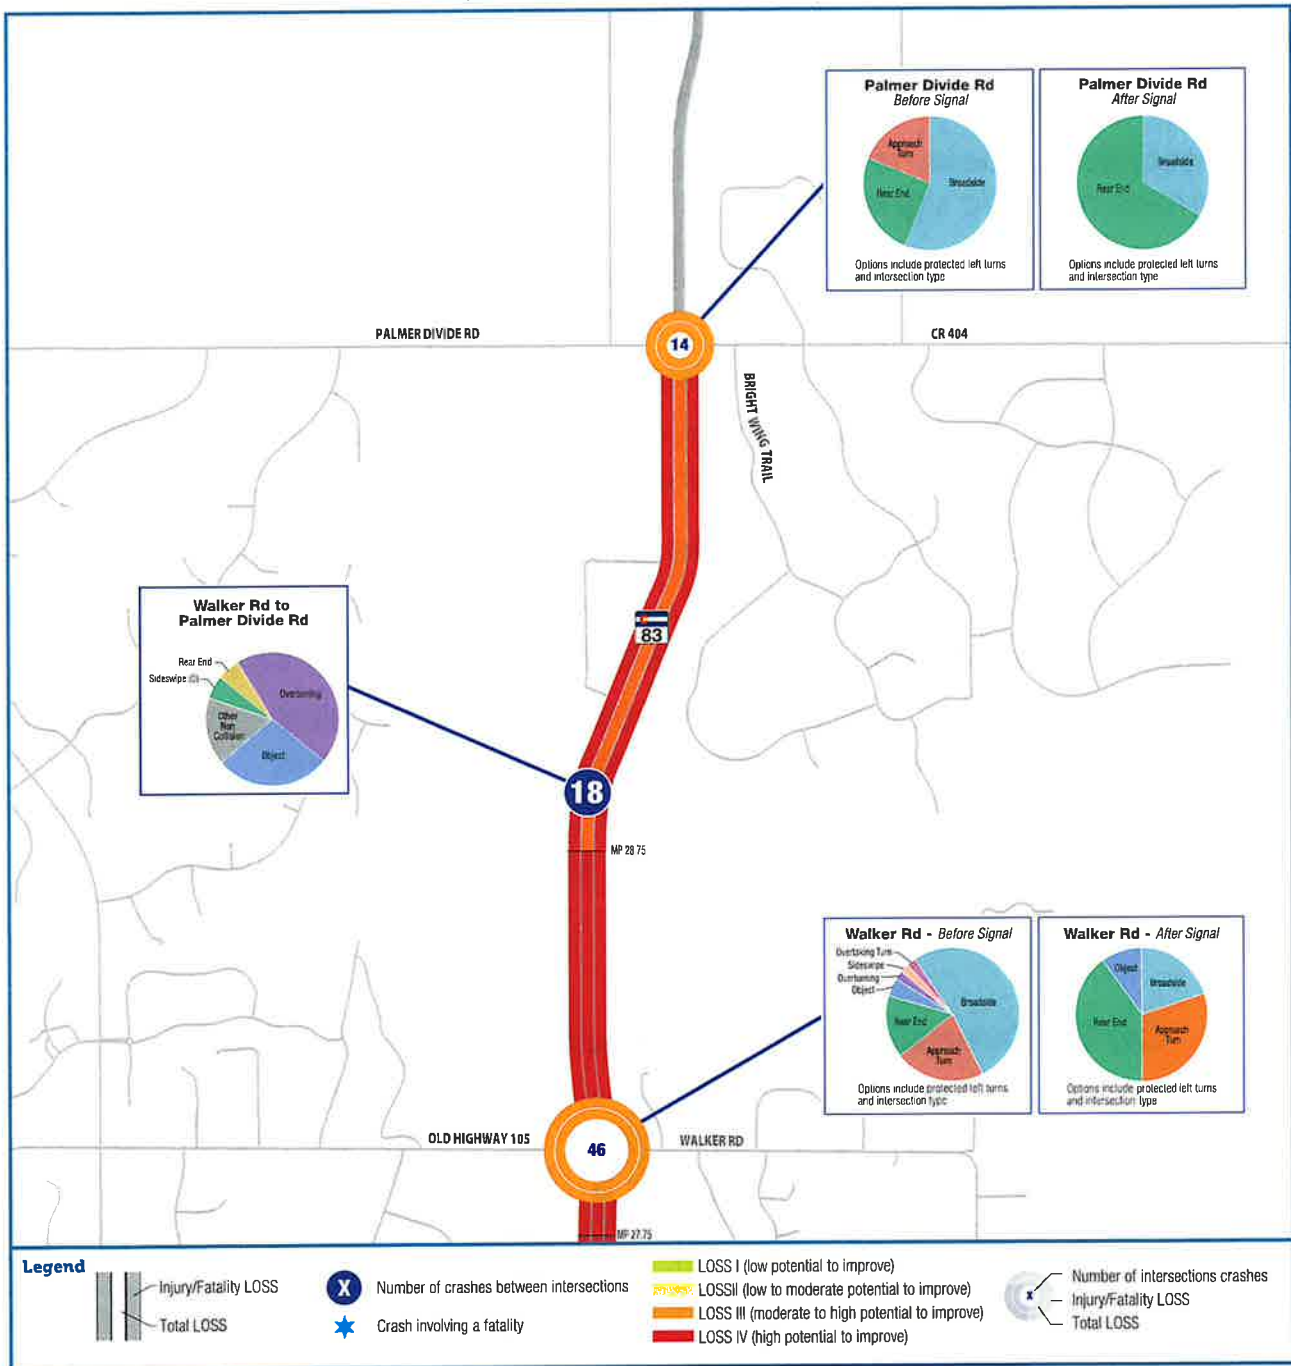 Palmer Divide Rd
Before Signal
Approach
Turn
Rear End
Broadside
Options include protected left turns
and intersection type
Palmer Divide Rd
After Signal
Rear End
Broadside
Options include protected left turns
and intersection type
PALMER DIVIDE RD
14
CR 404
BRIGHT WING TRAIL
83
Walker Rd to
Palmer Divide Rd
Rear End
Sideswipe
Overturning
Other
Non
Collision
Object
18
MP 28.75
Walker Rd - Before Signal
Overtaking Turn
Sideswipe
Overturning
Object
Broadside
Rear End
Approach
Turn
Options include protected left turns
and intersection type
Walker Rd - After Signal
Object
Broadside
Rear End
Approach
Turn
Options include protected left turns
and intersection type
OLD HIGHWAY 105
46
WALKER RD
MP 27.75
Legend
Injury/Fatality LOSS
Total LOSS
X
Number of crashes between intersections
Crash involving a fatality
LOSS I (low potential to improve)
LOSSII (low to moderate potential to improve)
LOSS III (moderate to high potential to improve)
LOSS IV (high potential to improve)
x
Number of intersections crashes
Injury/Fatality LOSS
Total LOSS